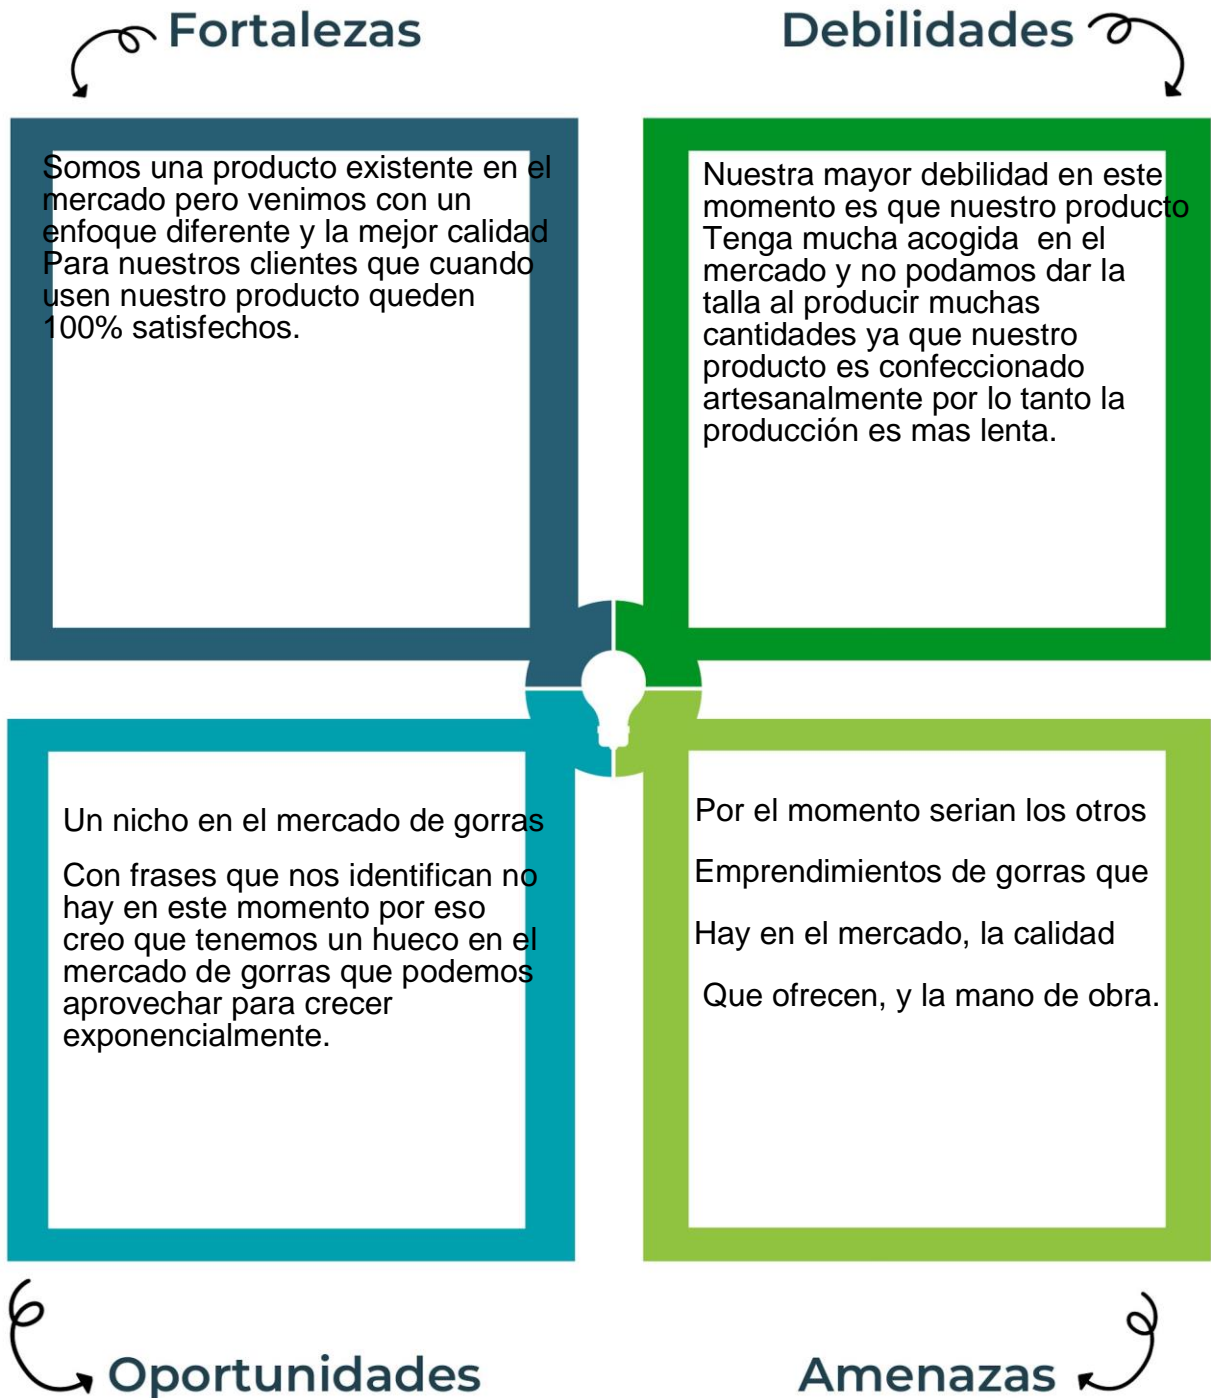 Fortalezas
Somos una producto existente en el
mercado pero venimos con un
enfoque diferente y la mejor calidad
Para nuestros clientes que cuando
usen nuestro producto queden
100% satisfechos.
Debilidades
Nuestra mayor debilidad en este
momento es que nuestro producto
Tenga mucha acogida  en el
mercado y no podamos dar la
talla al producir muchas
cantidades ya que nuestro
producto es confeccionado
artesanalmente por lo tanto la
producción es mas lenta.
Un nicho en el mercado de gorras
Con frases que nos identifican no
hay en este momento por eso
creo que tenemos un hueco en el
mercado de gorras que podemos
aprovechar para crecer
exponencialmente.
Oportunidades
Por el momento serian los otros
Emprendimientos de gorras que
Hay en el mercado, la calidad
Que ofrecen, y la mano de obra.
Amenazas